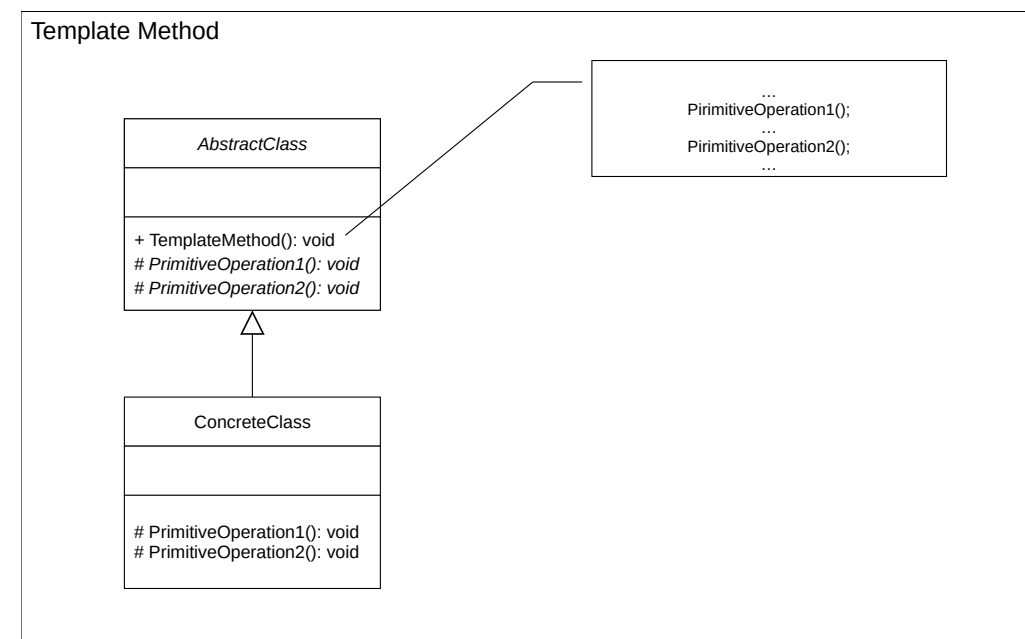 Template Method
…
PirimitiveOperation1();
…
PirimitiveOperation2();
…
AbstractClass
+ TemplateMethod(): void
# PrimitiveOperation1(): void
# PrimitiveOperation2(): void
ConcreteClass
# PrimitiveOperation1(): void
# PrimitiveOperation2(): void